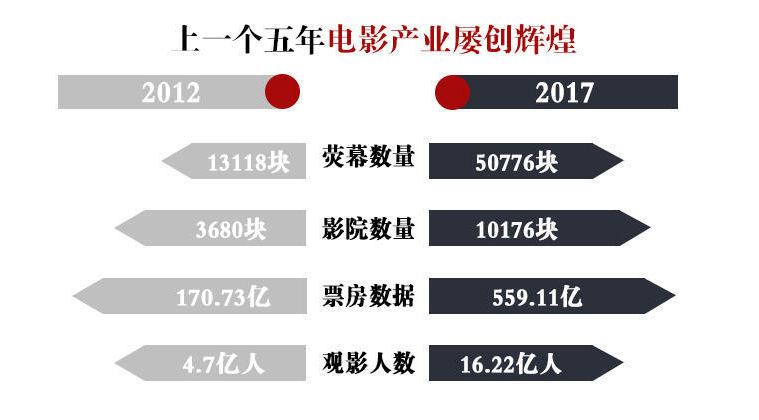 上一个五年电影产业屡创辉煌
2012 2017
13118块 荧幕数量 50776块
3680块 影院数量 10176块
170.73亿 票房数据 559.11亿
4.7亿人 观影人数 16.22亿人